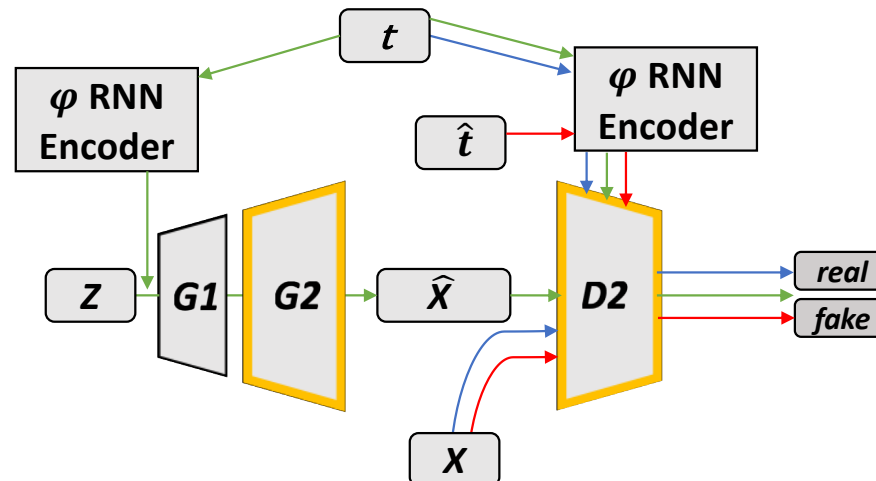 t
φ RNN
Encoder
φ RNN
Encoder
t̂
Z
G1
G2
X̂
D2
real
fake
X